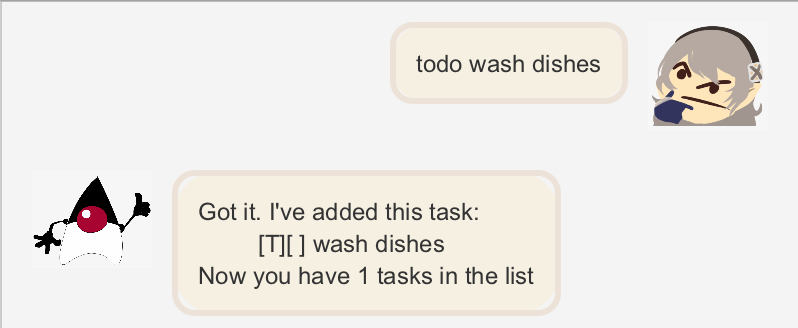 todo wash dishes
Got it. I've added this task:
[T][ ] wash dishes
Now you have 1 tasks in the list